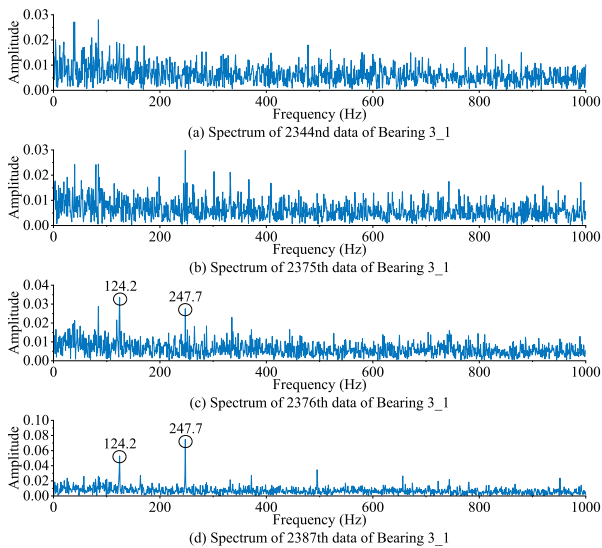 0.03
0.02
0.01
0.00
Amplitude
0 200 400 600 800 1000
Frequency (Hz)
(a) Spectrum of 2344nd data of Bearing 3_1
0.03
0.02
0.01
0.00
Amplitude
0 200 400 600 800 1000
Frequency (Hz)
(b) Spectrum of 2375th data of Bearing 3_1
0.04
0.03
0.02
0.01
0.00
Amplitude
124.2 247.7
0 200 400 600 800 1000
Frequency (Hz)
(c) Spectrum of 2376th data of Bearing 3_1
0.10
0.08
0.06
0.04
0.02
0.00
Amplitude
124.2 247.7
0 200 400 600 800 1000
Frequency (Hz)
(d) Spectrum of 2387th data of Bearing 3_1